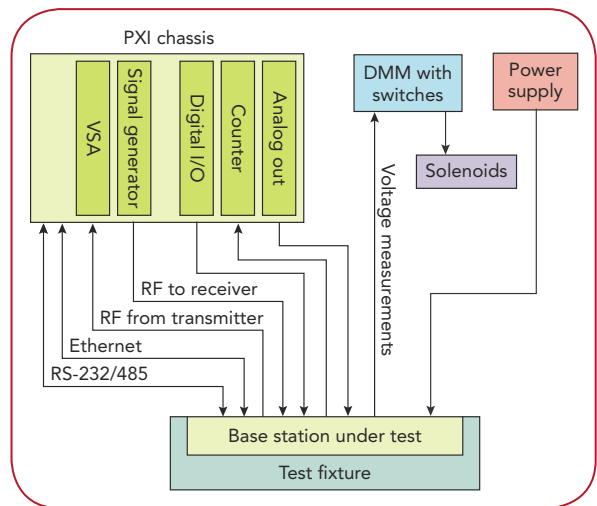 PXI chassis
VSA
Signal generator
Digital I/O
Counter
Analog out
DMM with
switches
Power
supply
Solenoids
Voltage measurements
RF to receiver
RF from transmitter
Ethernet
RS-232/485
Base station under test
Test fixture